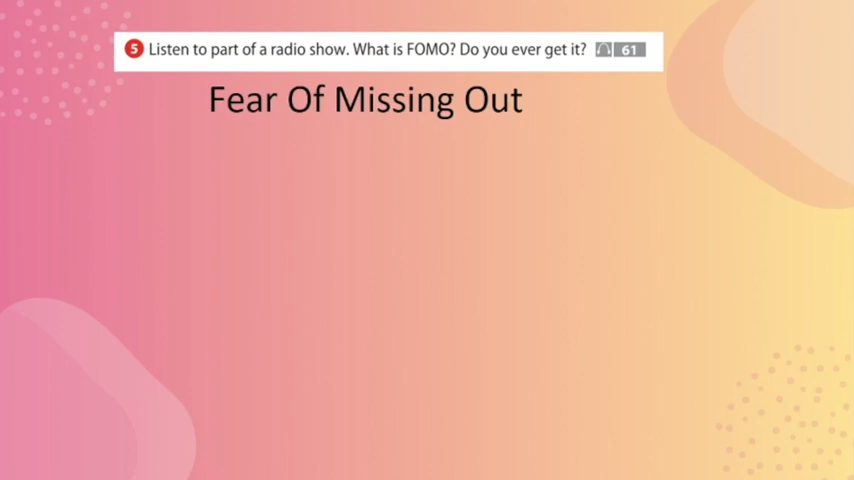 5 Listen to part of a radio show. What is FOMO? Do you ever get it? 61
Fear Of Missing Out